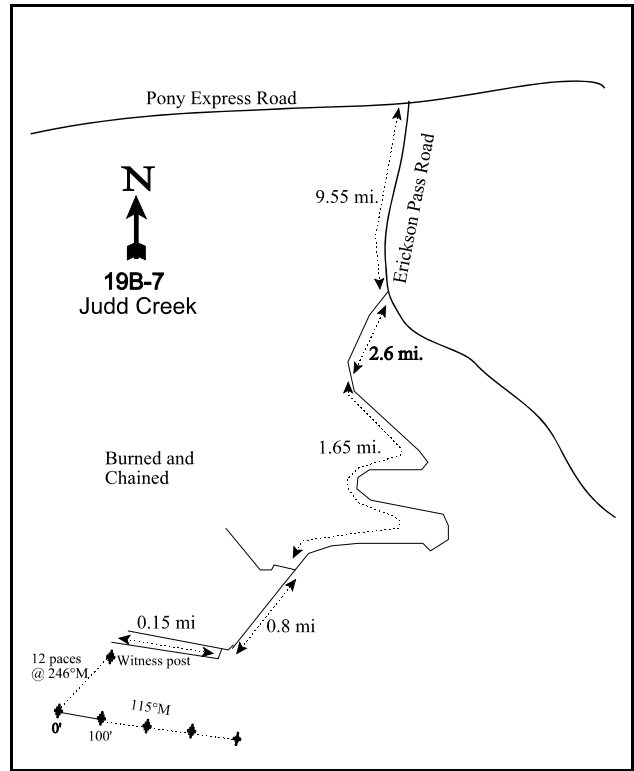 Pony Express Road
N
9.55 mi.
Erickson Pass Road
19B-7
Judd Creek
2.6 mi.
1.65 mi.
Burned and
Chained
0.15 mi
0.8 mi
12 paces
@ 246°M
Witness post
115°M
0'
100'